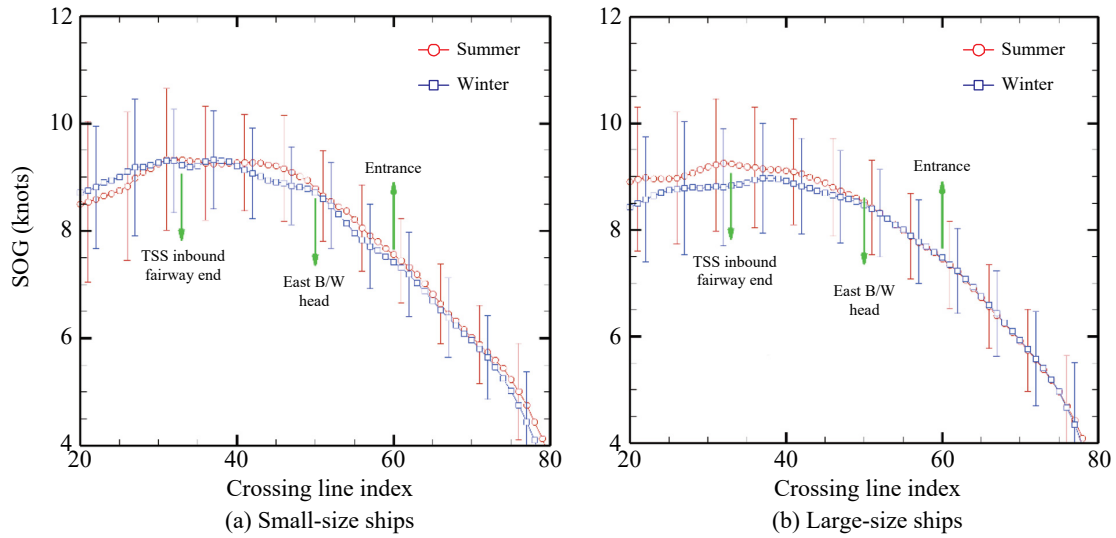 12
10
8
6
4
SOG (knots)
Summer
Winter
TSS inbound
fairway end
East B/W
head
Entrance
20
40
60
80
Crossing line index
(a) Small-size ships
12
10
8
6
4
Summer
Winter
TSS inbound
fairway end
East B/W
head
Entrance
20
40
60
80
Crossing line index
(b) Large-size ships